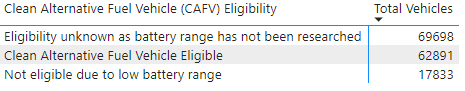 Clean Alternative Fuel Vehicle (CAFV) Eligibility Total Vehicles
Eligibility unknown as battery range has not been researched 69698
Clean Alternative Fuel Vehicle Eligible 62891
Not eligible due to low battery range 17833